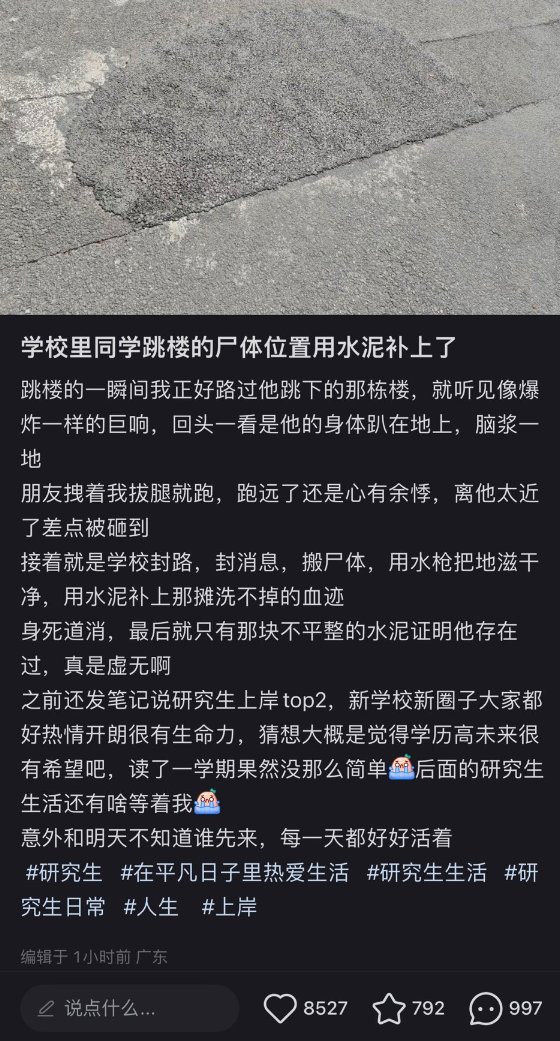 学校里同学跳楼的尸体位置用水泥补上了
跳楼的一瞬间我正好路过他跳下的那栋楼，就听见像爆
炸一样的巨响，回头一看是他的身体趴在地上，脑浆一
地
朋友拽着我拔腿就跑，跑远了还是心有余悸，离他太近
了差点被砸到
接着就是学校封路，封消息，搬尸体，用水枪把地滋干
净，用水泥补上那摊洗不掉的血迹
身死道消，最后就只有那块不平整的水泥证明他存在
过，真是虚无啊
之前还发笔记说研究生上岸top2，新学校新圈子大家都
好热情开朗很有生命力，猜想大概是觉得学历高未来很
有希望吧，读了一学期果然没那么简单😭后面的研究生
生活还有啥等着我😭
意外和明天不知道谁先来，每一天都好好活着
#研究生 #在平凡日子里热爱生活 #研究生生活 #研
究生日常 #人生 #上岸
编辑于 1小时前 广东
说点什么... 8527 792 997